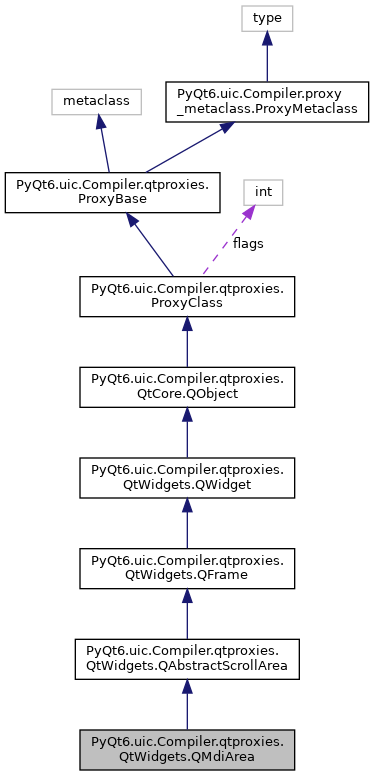 type
PyQt6.uic.Compiler.proxy
_metaclass.ProxyMetaclass
metaclass
PyQt6.uic.Compiler.qtproxies.
ProxyBase
int
flags
PyQt6.uic.Compiler.qtproxies.
ProxyClass
PyQt6.uic.Compiler.qtproxies.
QtCore.QObject
PyQt6.uic.Compiler.qtproxies.
QtWidgets.QWidget
PyQt6.uic.Compiler.qtproxies.
QtWidgets.QFrame
PyQt6.uic.Compiler.qtproxies.
QtWidgets.QAbstractScrollArea
PyQt6.uic.Compiler.qtproxies.
QtWidgets.QMdiArea